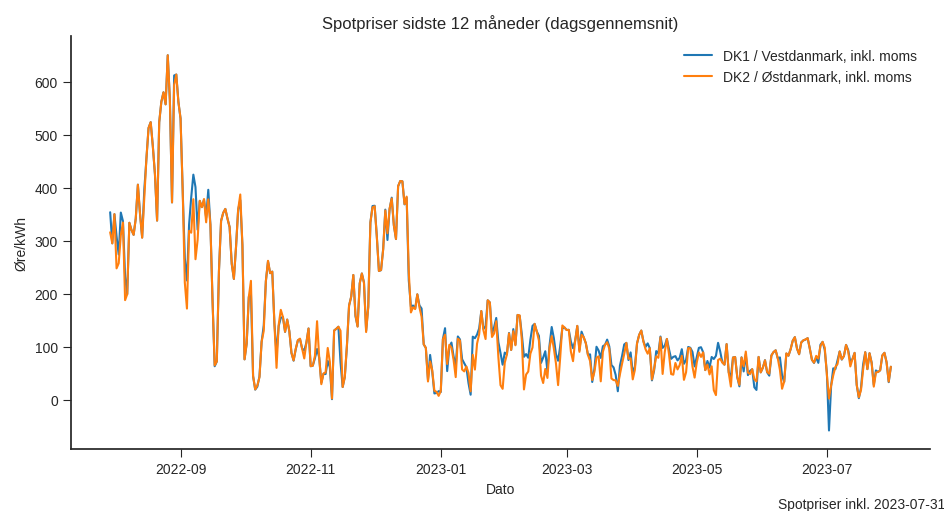 Spotpriser sidste 12 måneder (dagsgennemsnit)
DK1 / Vestdanmark, inkl. moms
DK2 / Østdanmark, inkl. moms
600
500
400
300
200
100
0
Øre/kWh
2022-09
2022-11
2023-01
2023-03
2023-05
2023-07
Dato
Spotpriser inkl. 2023-07-31